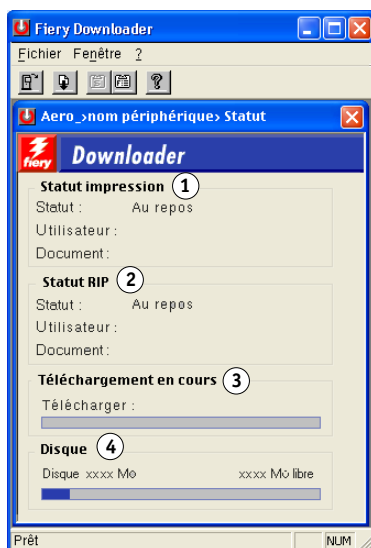 Fiery Downloader
Fichier Fenêtre ?
Aero_>nom périphérique> Statut
fiery Downloader
Statut impression 1
Statut : Au repos
Utilisateur :
Document :
Statut RIP 2
Statut : Au repos
Utilisateur :
Document :
Téléchargement en cours 3
Télécharger :
Disque 4
Disque xxxx Mo xxxx Mo libre
Prêt NUM